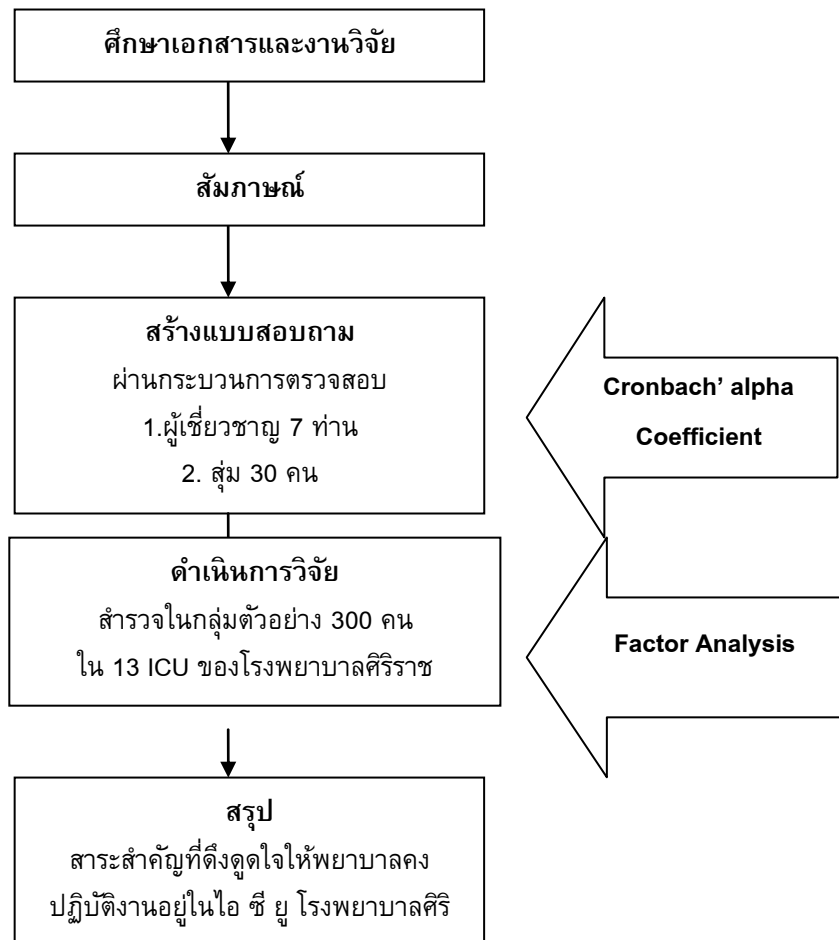 ศึกษาเอกสารและงานวิจัย
สัมภาษณ์
สร้างแบบสอบถาม
ผ่านกระบวนการตรวจสอบ
1.ผู้เชี่ยวชาญ 7 ท่าน
2. สุ่ม 30 คน
Cronbach’ alpha
Coefficient
ดำเนินการวิจัย
สำรวจในกลุ่มตัวอย่าง 300 คน
ใน 13 ICU ของโรงพยาบาลศิริราช
Factor Analysis
สรุป
สาระสำคัญที่ดึงดูดใจให้พยาบาลคง
ปฏิบัติงานอยู่ในไอ ซี ยู โรงพยาบาลศิริ